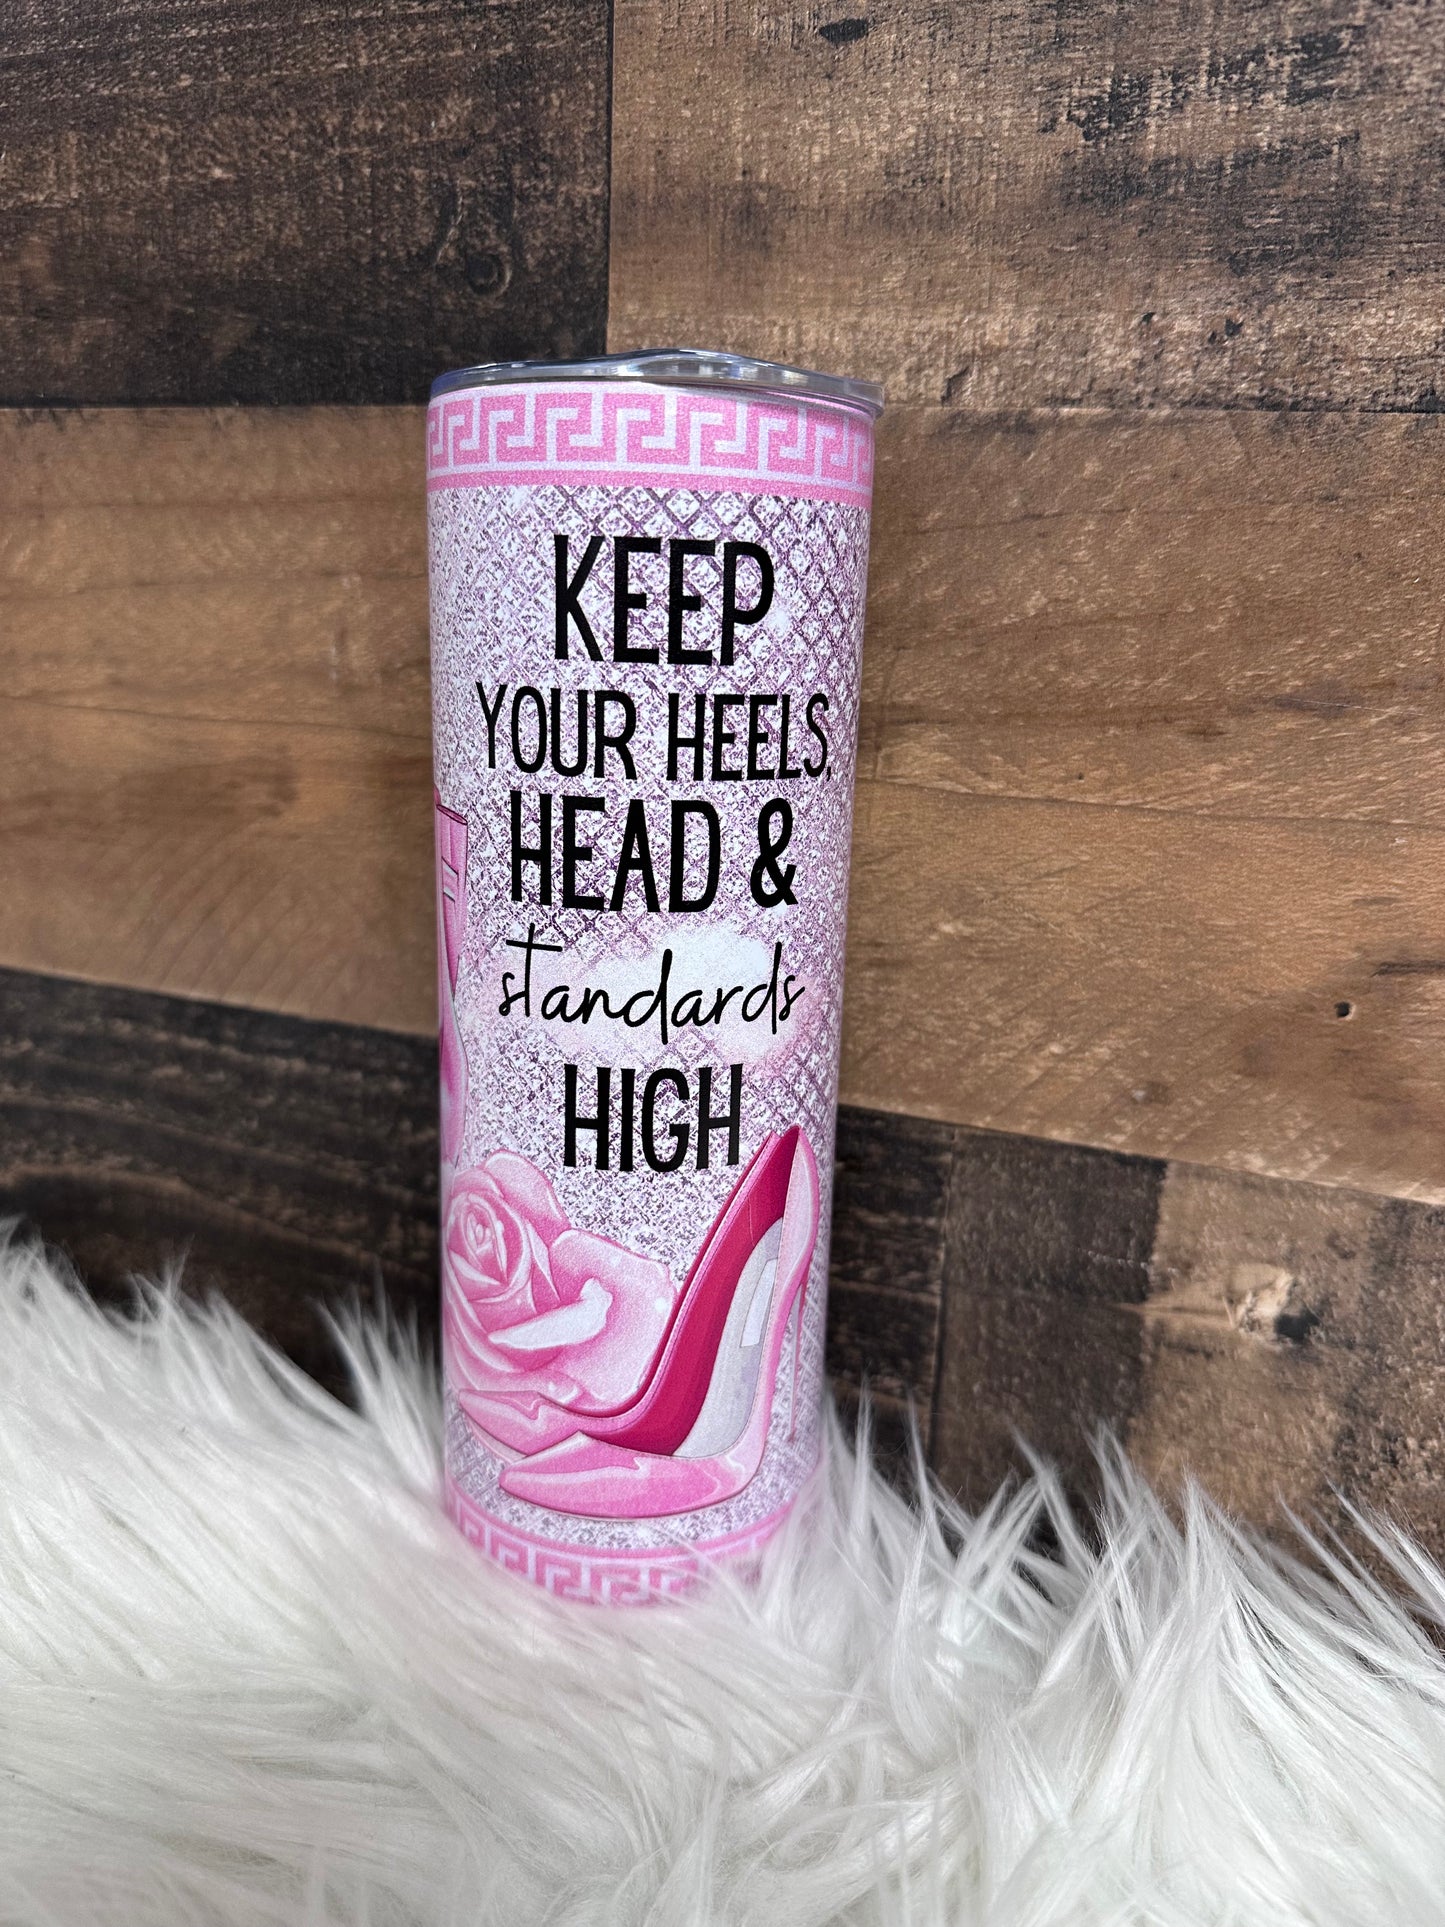 KEEP
YOUR HEELS,
HEAD &
standards
HIGH